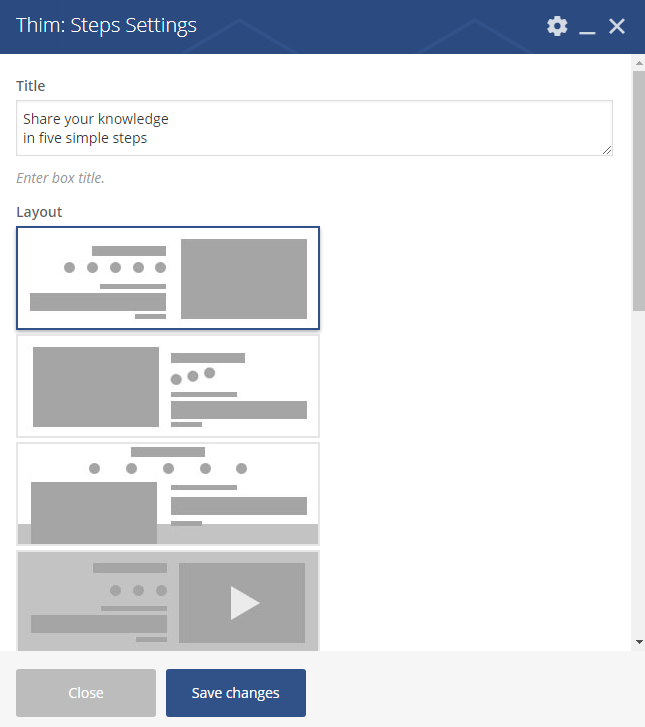 Thim: Steps Settings
Title
Share your knowledge
in five simple steps
Enter box title.
Layout
Close
Save changes